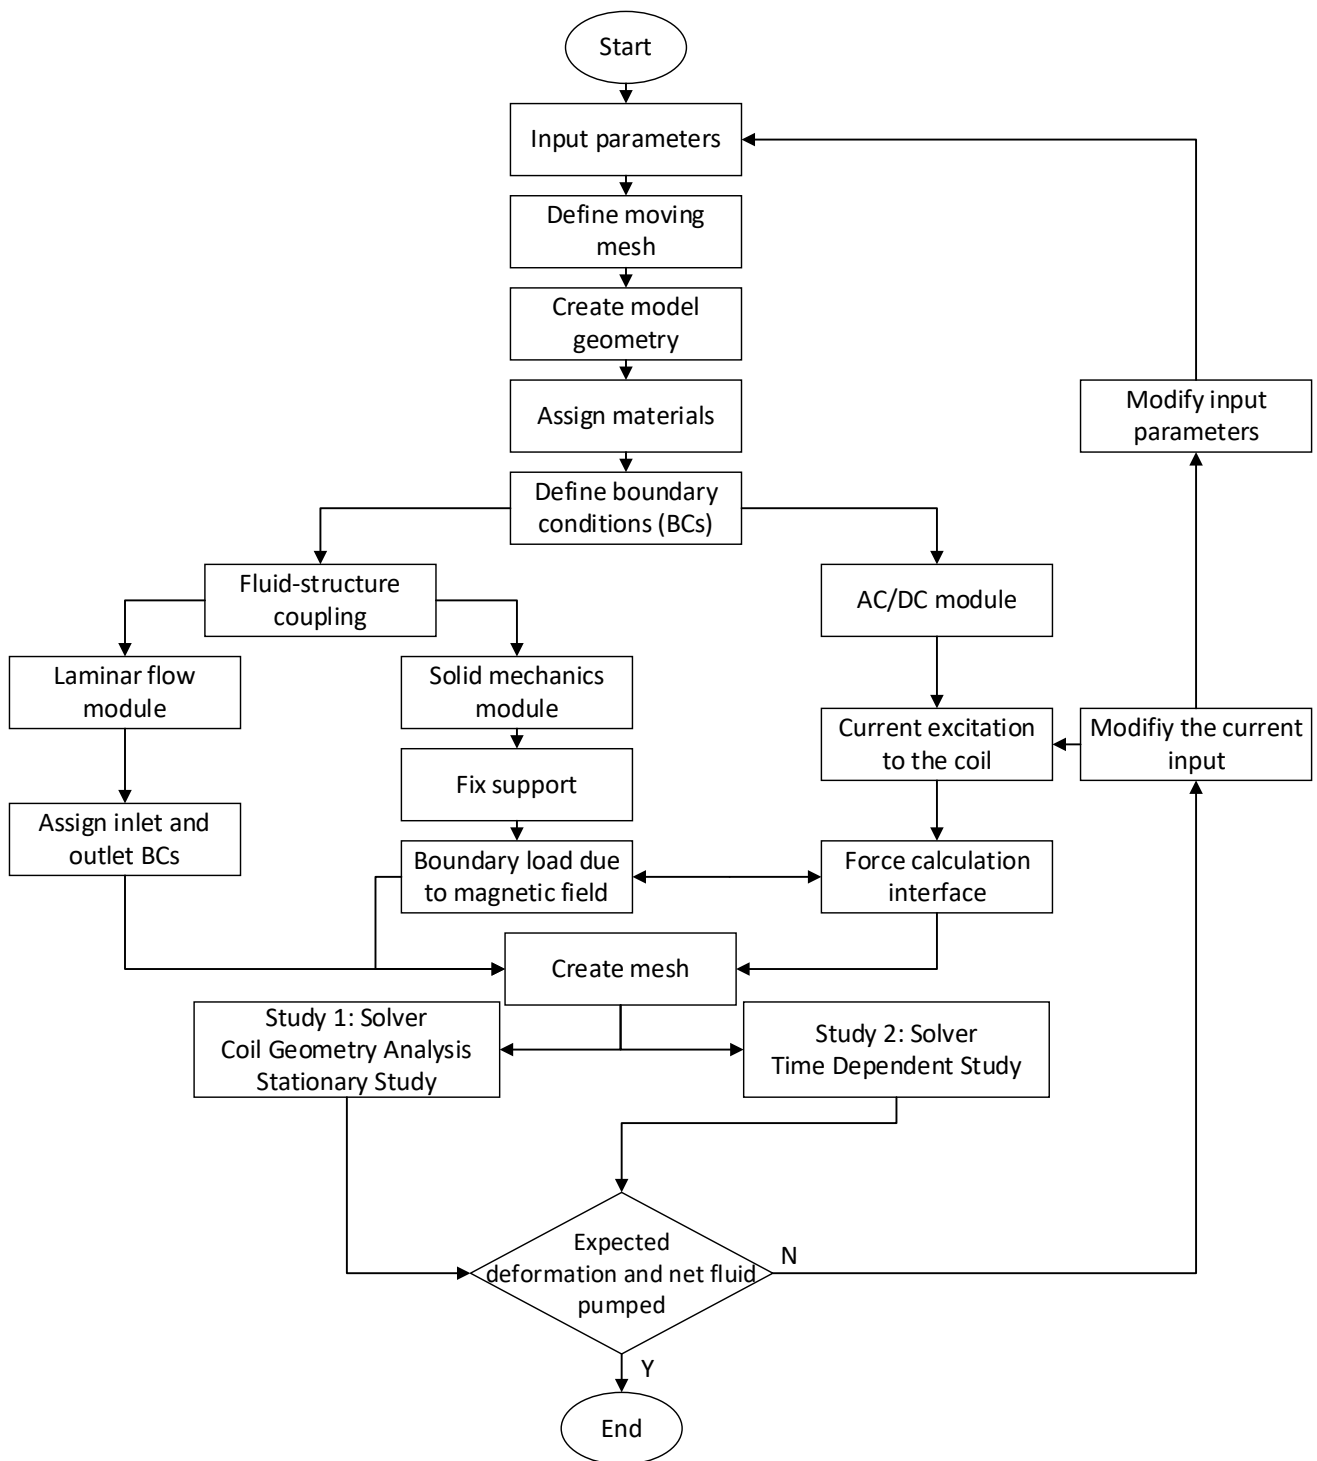 Start
Input parameters
Define moving
mesh
Create model
geometry
Assign materials
Modify input
parameters
Define boundary
conditions (BCs)
Fluid-structure
coupling
AC/DC module
Laminar flow
module
Solid mechanics
module
Current excitation
to the coil
Modifiy the current
input
Fix support
Assign inlet and
outlet BCs
Boundary load due
to magnetic field
Force calculation
interface
Create mesh
Study 1: Solver
Coil Geometry Analysis
Stationary Study
Study 2: Solver
Time Dependent Study
Expected
deformation and net fluid
pumped
N
Y
End